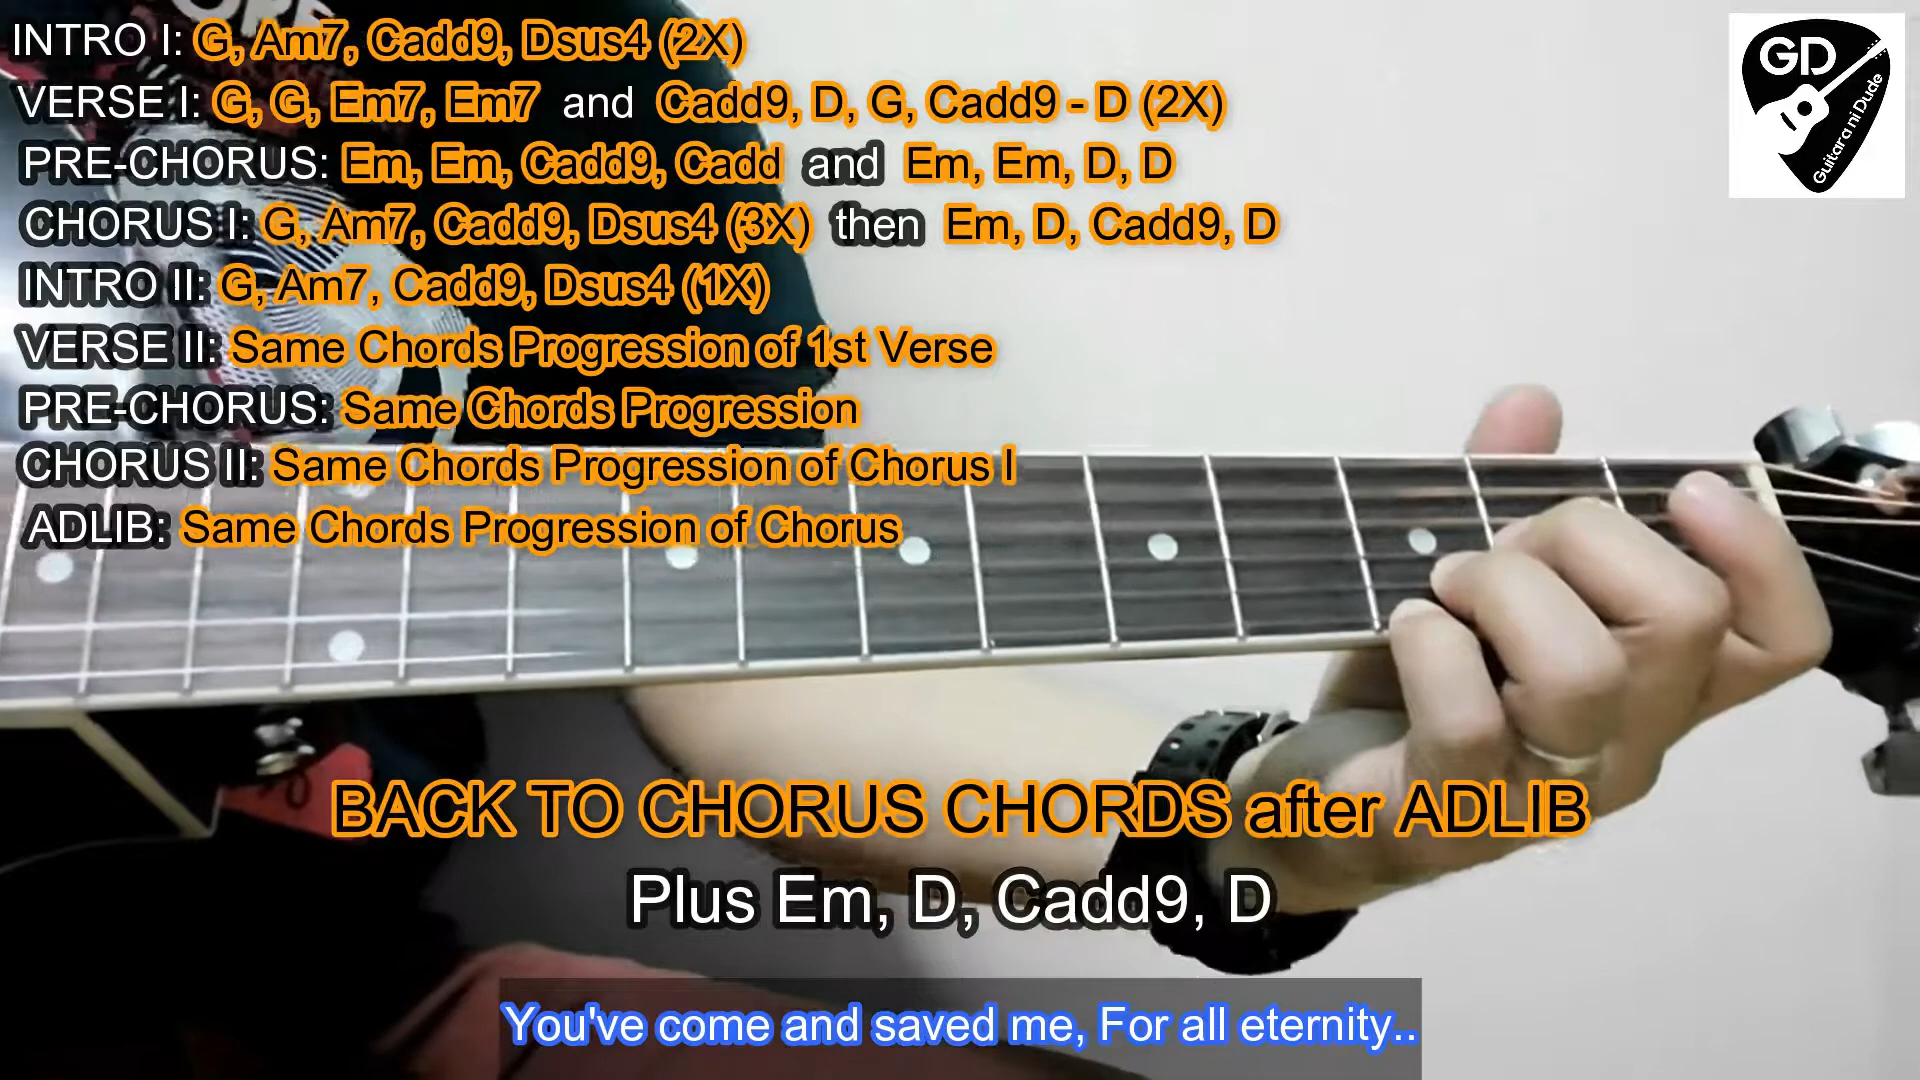 INTRO I: G, Am7, Cadd9, Dsus4 (2X)
VERSE I: G, G, Em7, Em7 and Cadd9, D, G, Cadd9 - D (2X)
PRE-CHORUS: Em, Em, Cadd9, Cadd and Em, Em, D, D
CHORUS I: G, Am7, Cadd9, Dsus4 (3X) then Em, D, Cadd9, D
INTRO II: G, Am7, Cadd9, Dsus4 (1X)
VERSE II: Same Chords Progression of 1st Verse
PRE-CHORUS: Same Chords Progression
CHORUS II: Same Chords Progression of Chorus I
ADLIB: Same Chords Progression of Chorus
GD
Guitara ni Dude
BACK TO CHORUS CHORDS after ADLIB
Plus Em, D, Cadd9, D
You've come and saved me, For all eternity..